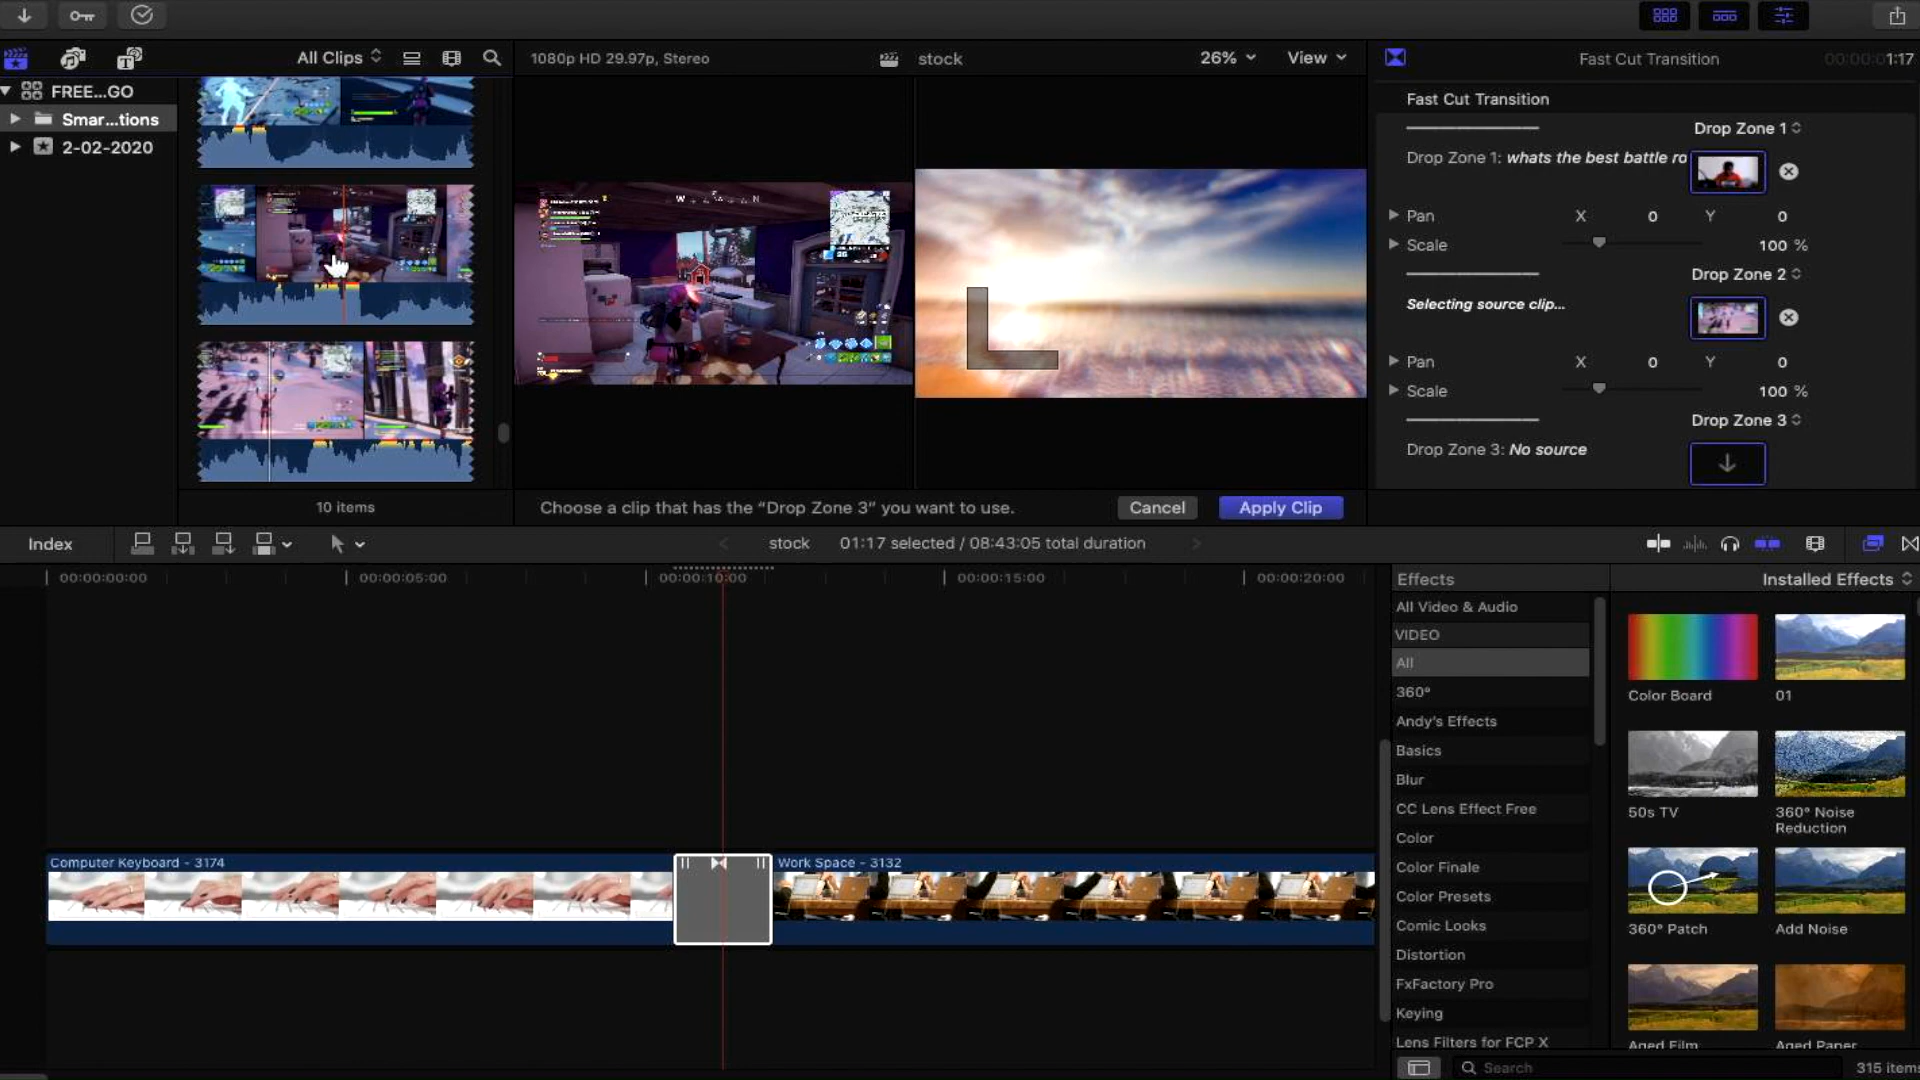 All Clips
1080p HD 29.97p, Stereo
stock
26%
View
Fast Cut Transition
00:00:01:17
FREE...GO
Smar...tions
2-02-2020
10 items
Fast Cut Transition
Drop Zone 1
Drop Zone 1: whats the best battle ro
Pan X 0 Y 0
Scale 100 %
Drop Zone 2
Selecting source clip...
Pan X 0 Y 0
Scale 100 %
Drop Zone 3
Drop Zone 3: No source
W N
Choose a clip that has the “Drop Zone 3” you want to use.
Cancel
Apply Clip
Index
stock
01:17 selected / 08:43:05 total duration
00:00:00:00
00:00:05:00
00:00:10:00
00:00:15:00
00:00:20:00
Computer Keyboard - 3174
Work Space - 3132
Effects
Installed Effects
All Video & Audio
VIDEO
All
360°
Andy's Effects
Basics
Blur
CC Lens Effect Free
Color
Color Finale
Color Presets
Comic Looks
Distortion
FxFactory Pro
Keying
Lens Filters for FCP X
Color Board
01
50s TV
360° Noise
Reduction
360° Patch
Add Noise
Aged Film
Aged Paper
Search
315 items